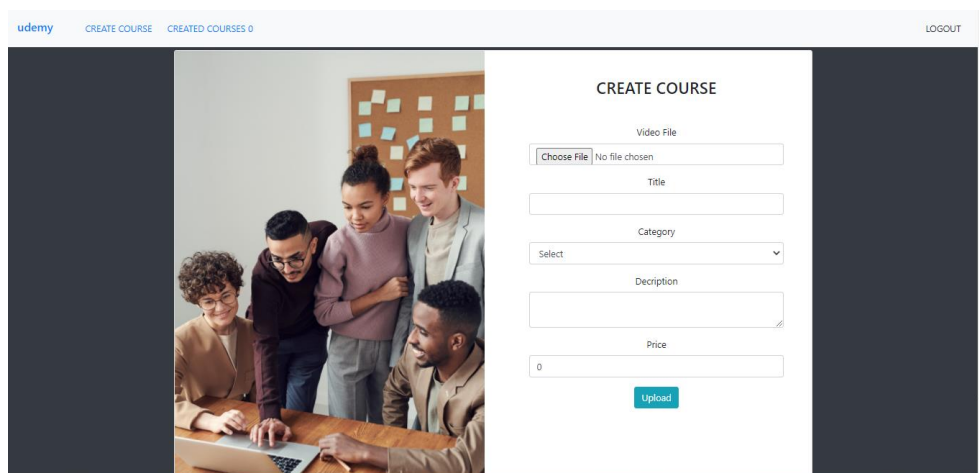 udemy CREATE COURSE CREATED COURSES 0 LOGOUT
CREATE COURSE
Video File
Choose File No file chosen
Title
Category
Select
Decription
Price
0
Upload